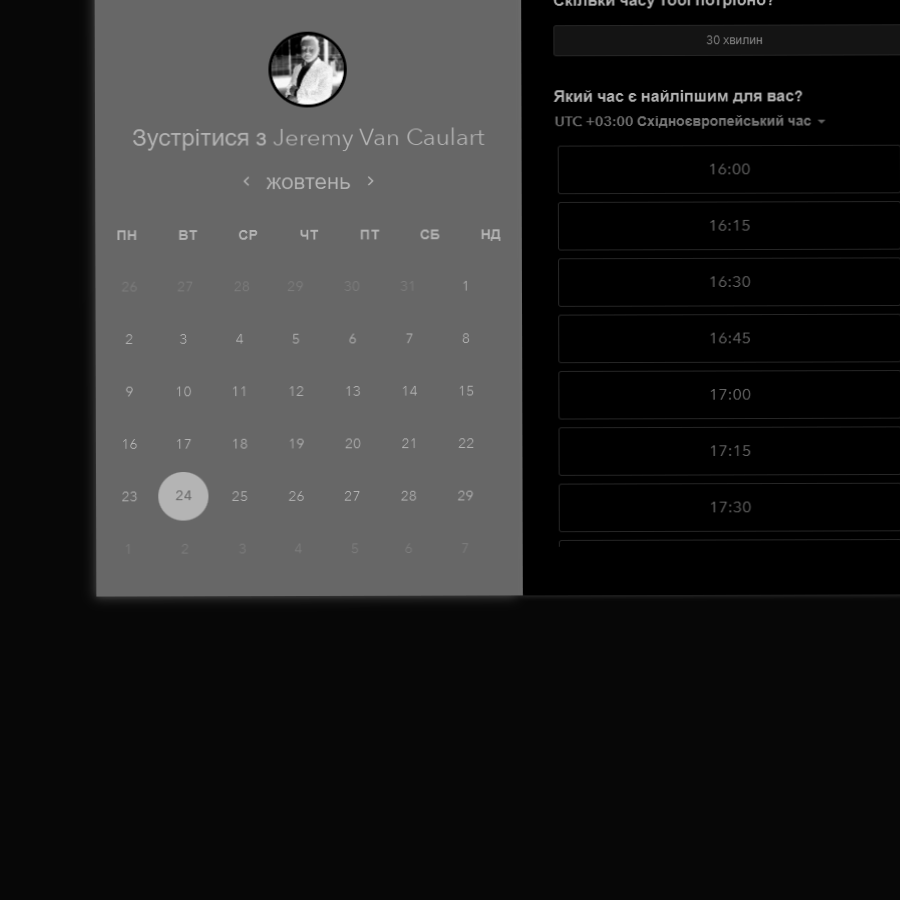 Зустрітися з Jeremy Van Caulart
жовтень
ПН ВТ СР ЧТ ПТ СБ НД
26 27 28 29 30 31 1
2 3 4 5 6 7 8
9 10 11 12 13 14 15
16 17 18 19 20 21 22
23 24 25 26 27 28 29
1 2 3 4 5 6 7
Скільки часу тобі потрібно?
30 хвилин
Який час є найліпшим для вас?
UTC +03:00 Східноєвропейський час
16:00
16:15
16:30
16:45
17:00
17:15
17:30